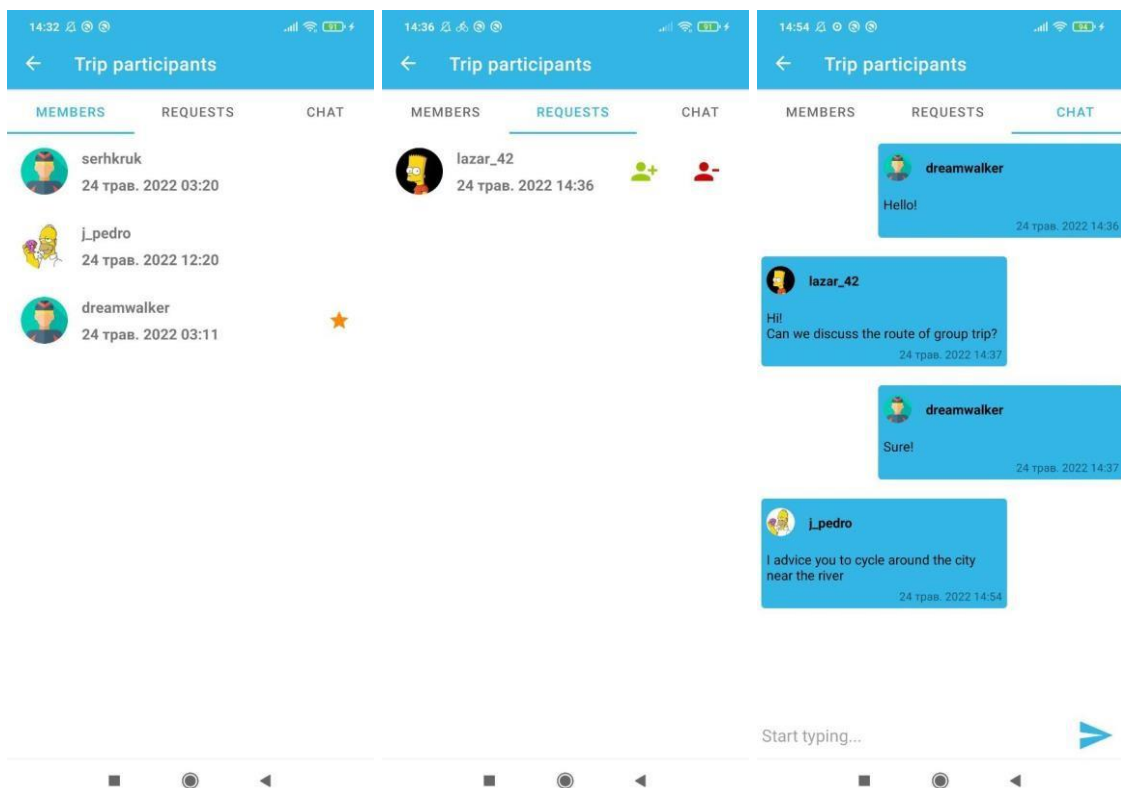 14:32
91
Trip participants
MEMBERS REQUESTS CHAT
serhkruk
24 трав. 2022 03:20
j_pedro
24 трав. 2022 12:20
dreamwalker
24 трав. 2022 03:11
14:36
91
Trip participants
MEMBERS REQUESTS CHAT
lazar_42
24 трав. 2022 14:36
14:54
94
Trip participants
MEMBERS REQUESTS CHAT
dreamwalker
Hello!
24 трав. 2022 14:36
lazar_42
Hi!
Can we discuss the route of group trip?
24 трав. 2022 14:37
dreamwalker
Sure!
24 трав. 2022 14:37
j_pedro
I advice you to cycle around the city
near the river
24 трав. 2022 14:54
Start typing...